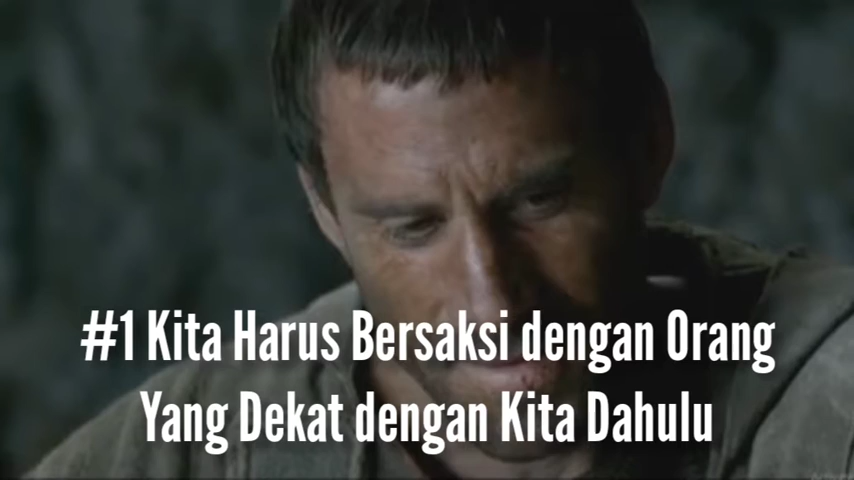 #1 Kita Harus Bersaksi dengan Orang
Yang Dekat dengan Kita Dahulu